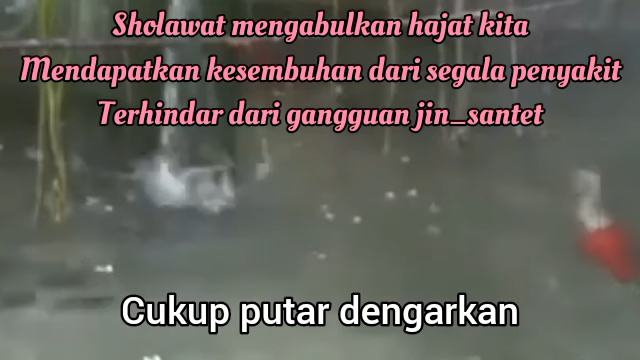 Sholawat mengabulkan hajat kita
Mendapatkan kesembuhan dari segala penyakit
Terhindar dari gangguan jin_santet
Cukup putar dengarkan